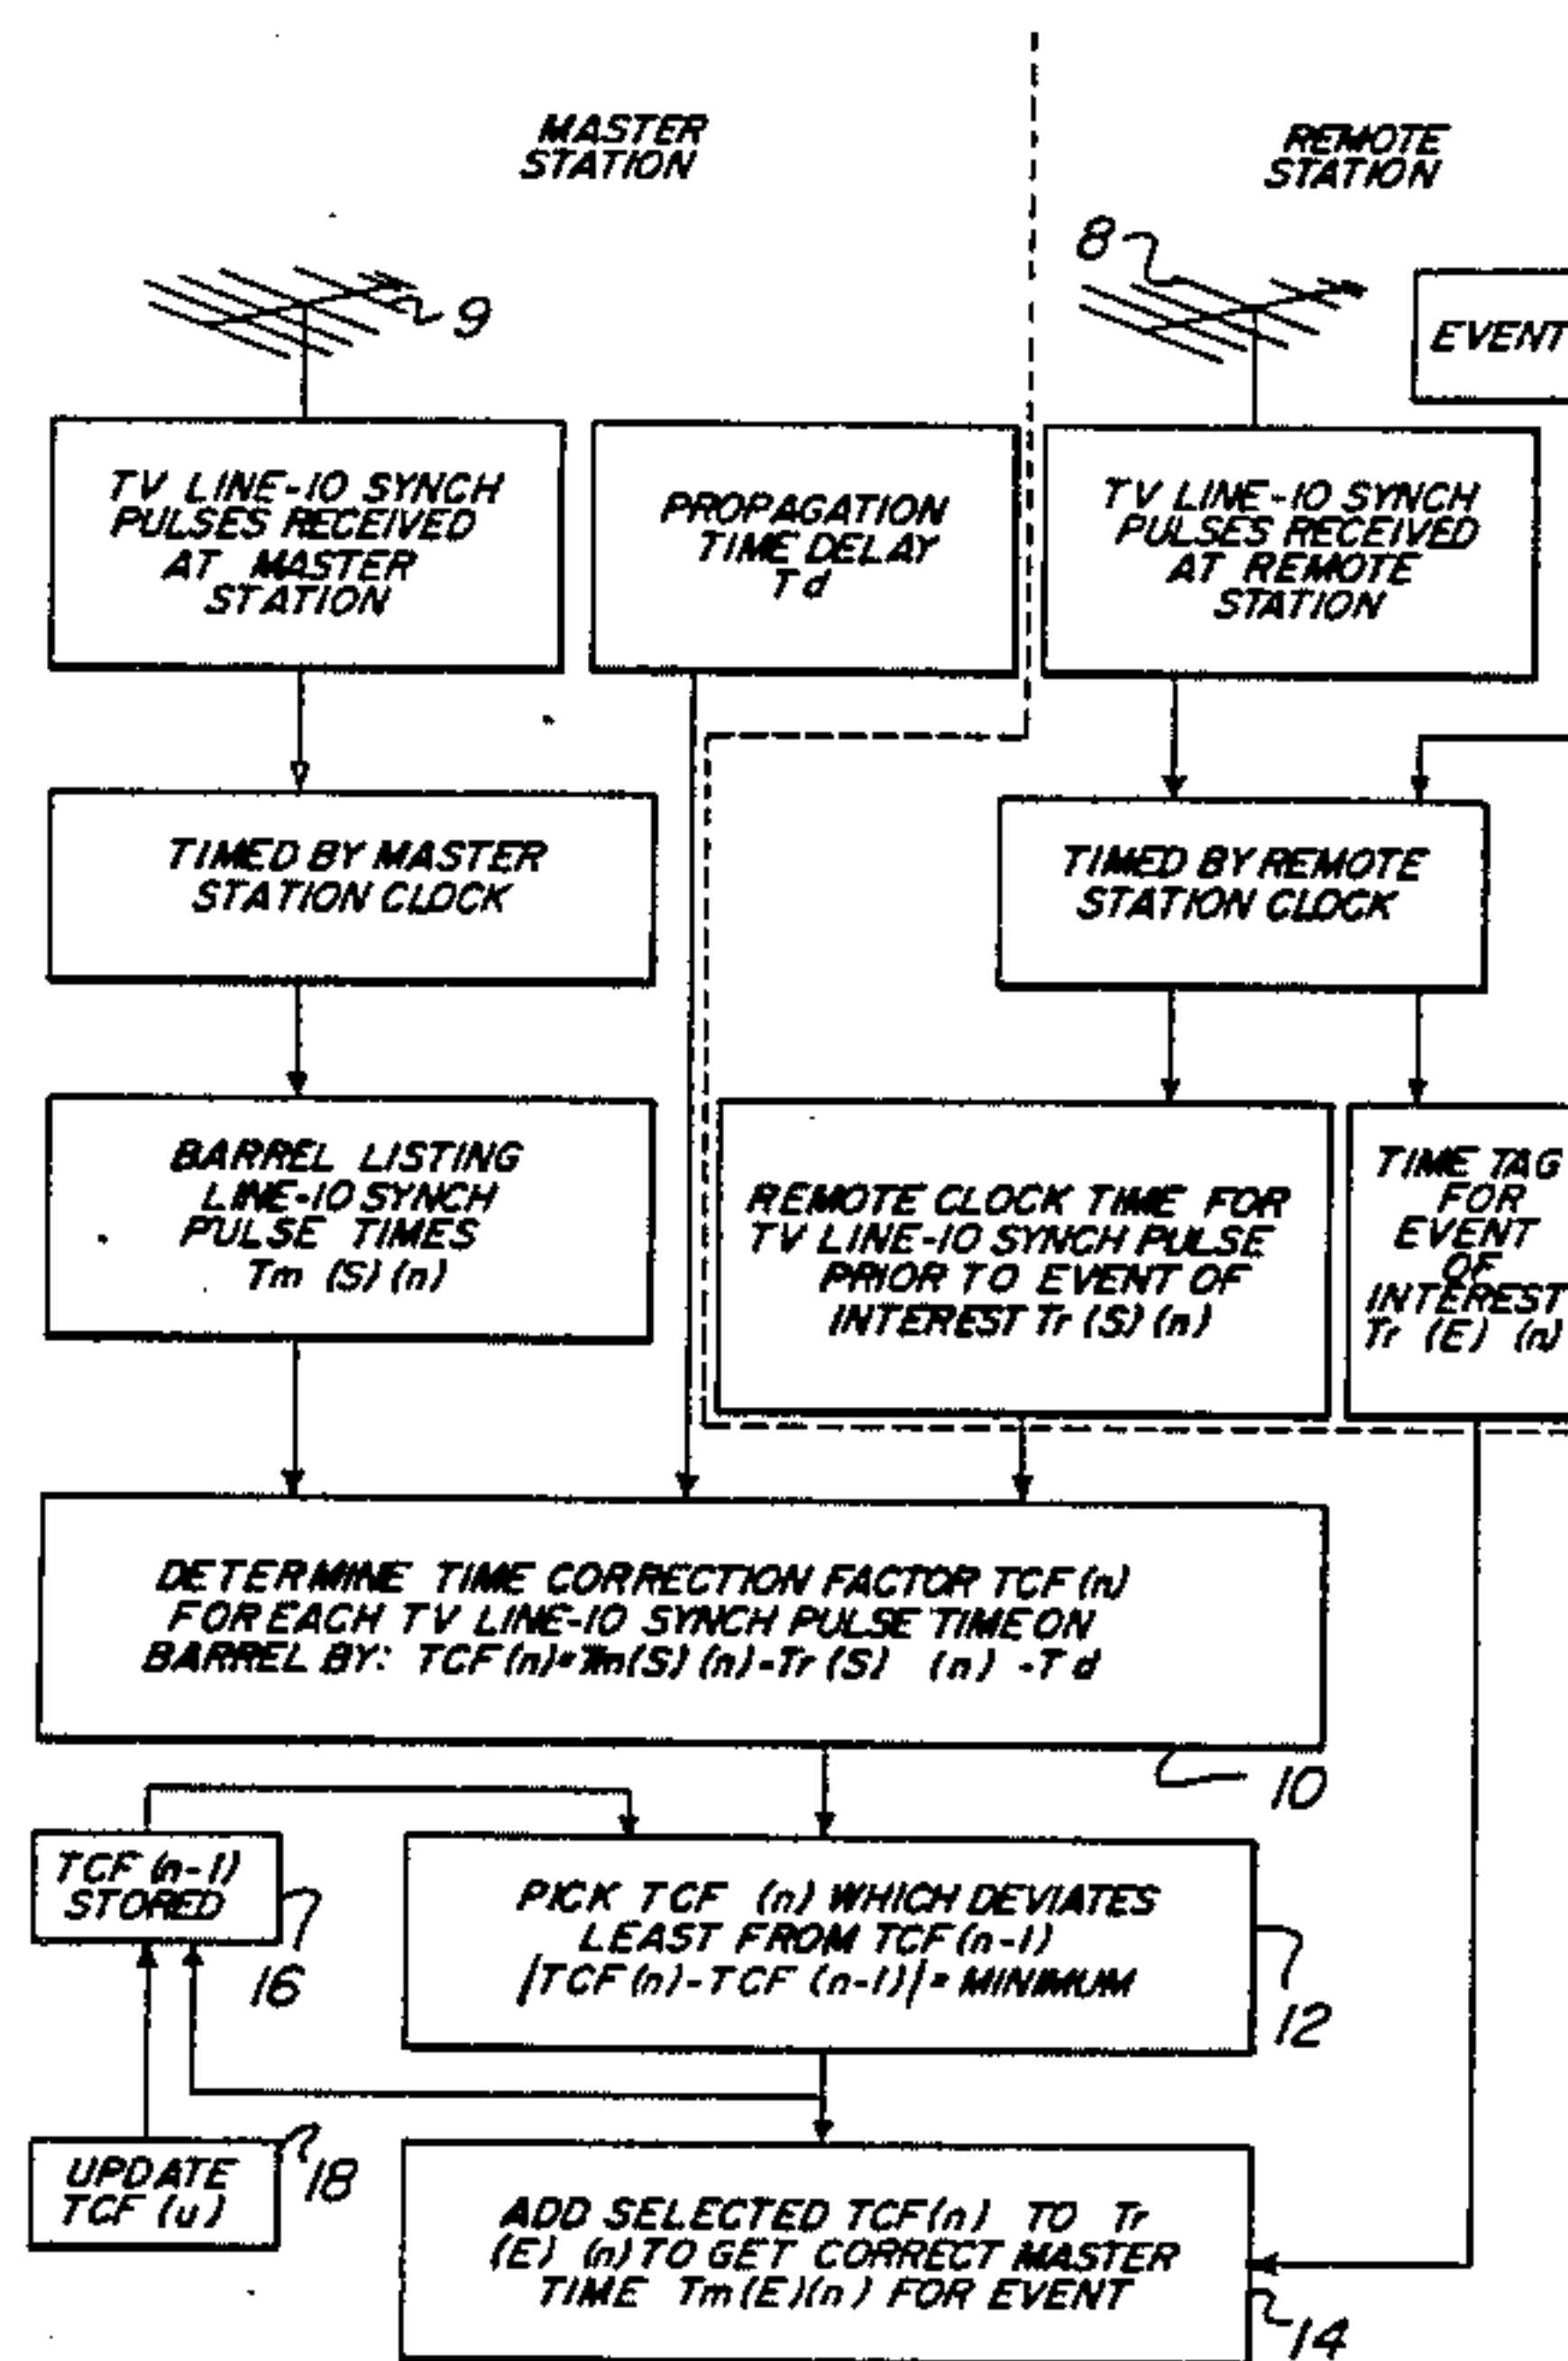 MASTER
STATION
REMOTE
STATION
9
8
EVENT
TV LINE-10 SYNCH
PULSES RECEIVED
AT MASTER
STATION
PROPAGATION
TIME DELAY
Td
TV LINE-10 SYNCH
PULSES RECEIVED
AT REMOTE
STATION
TIMED BY MASTER
STATION CLOCK
TIMED BY REMOTE
STATION CLOCK
BARREL LISTING
LINE-10 SYNCH
PULSE TIMES
Tm (S) (n)
REMOTE CLOCK TIME FOR
TV LINE-10 SYNCH PULSE
PRIOR TO EVENT OF
INTEREST Tr (S) (n)
TIME TAG
FOR
EVENT
OF
INTEREST
Tr (E) (n)
DETERMINE TIME CORRECTION FACTOR TCF (n)
FOR EACH TV LINE-10 SYNCH PULSE TIME ON
BARREL BY: TCF (n)=Tm(S) (n)-Tr(S) (n) -Td
10
TCF (n-1)
STORED
16
PICK TCF (n) WHICH DEVIATES
LEAST FROM TCF(n-1)
|TCF(n)-TCF (n-1)|= MINIMUM
12
UPDATE
TCF (u)
18
ADD SELECTED TCF(n) TO Tr
(E) (n) TO GET CORRECT MASTER
TIME Tm(E)(n) FOR EVENT
14